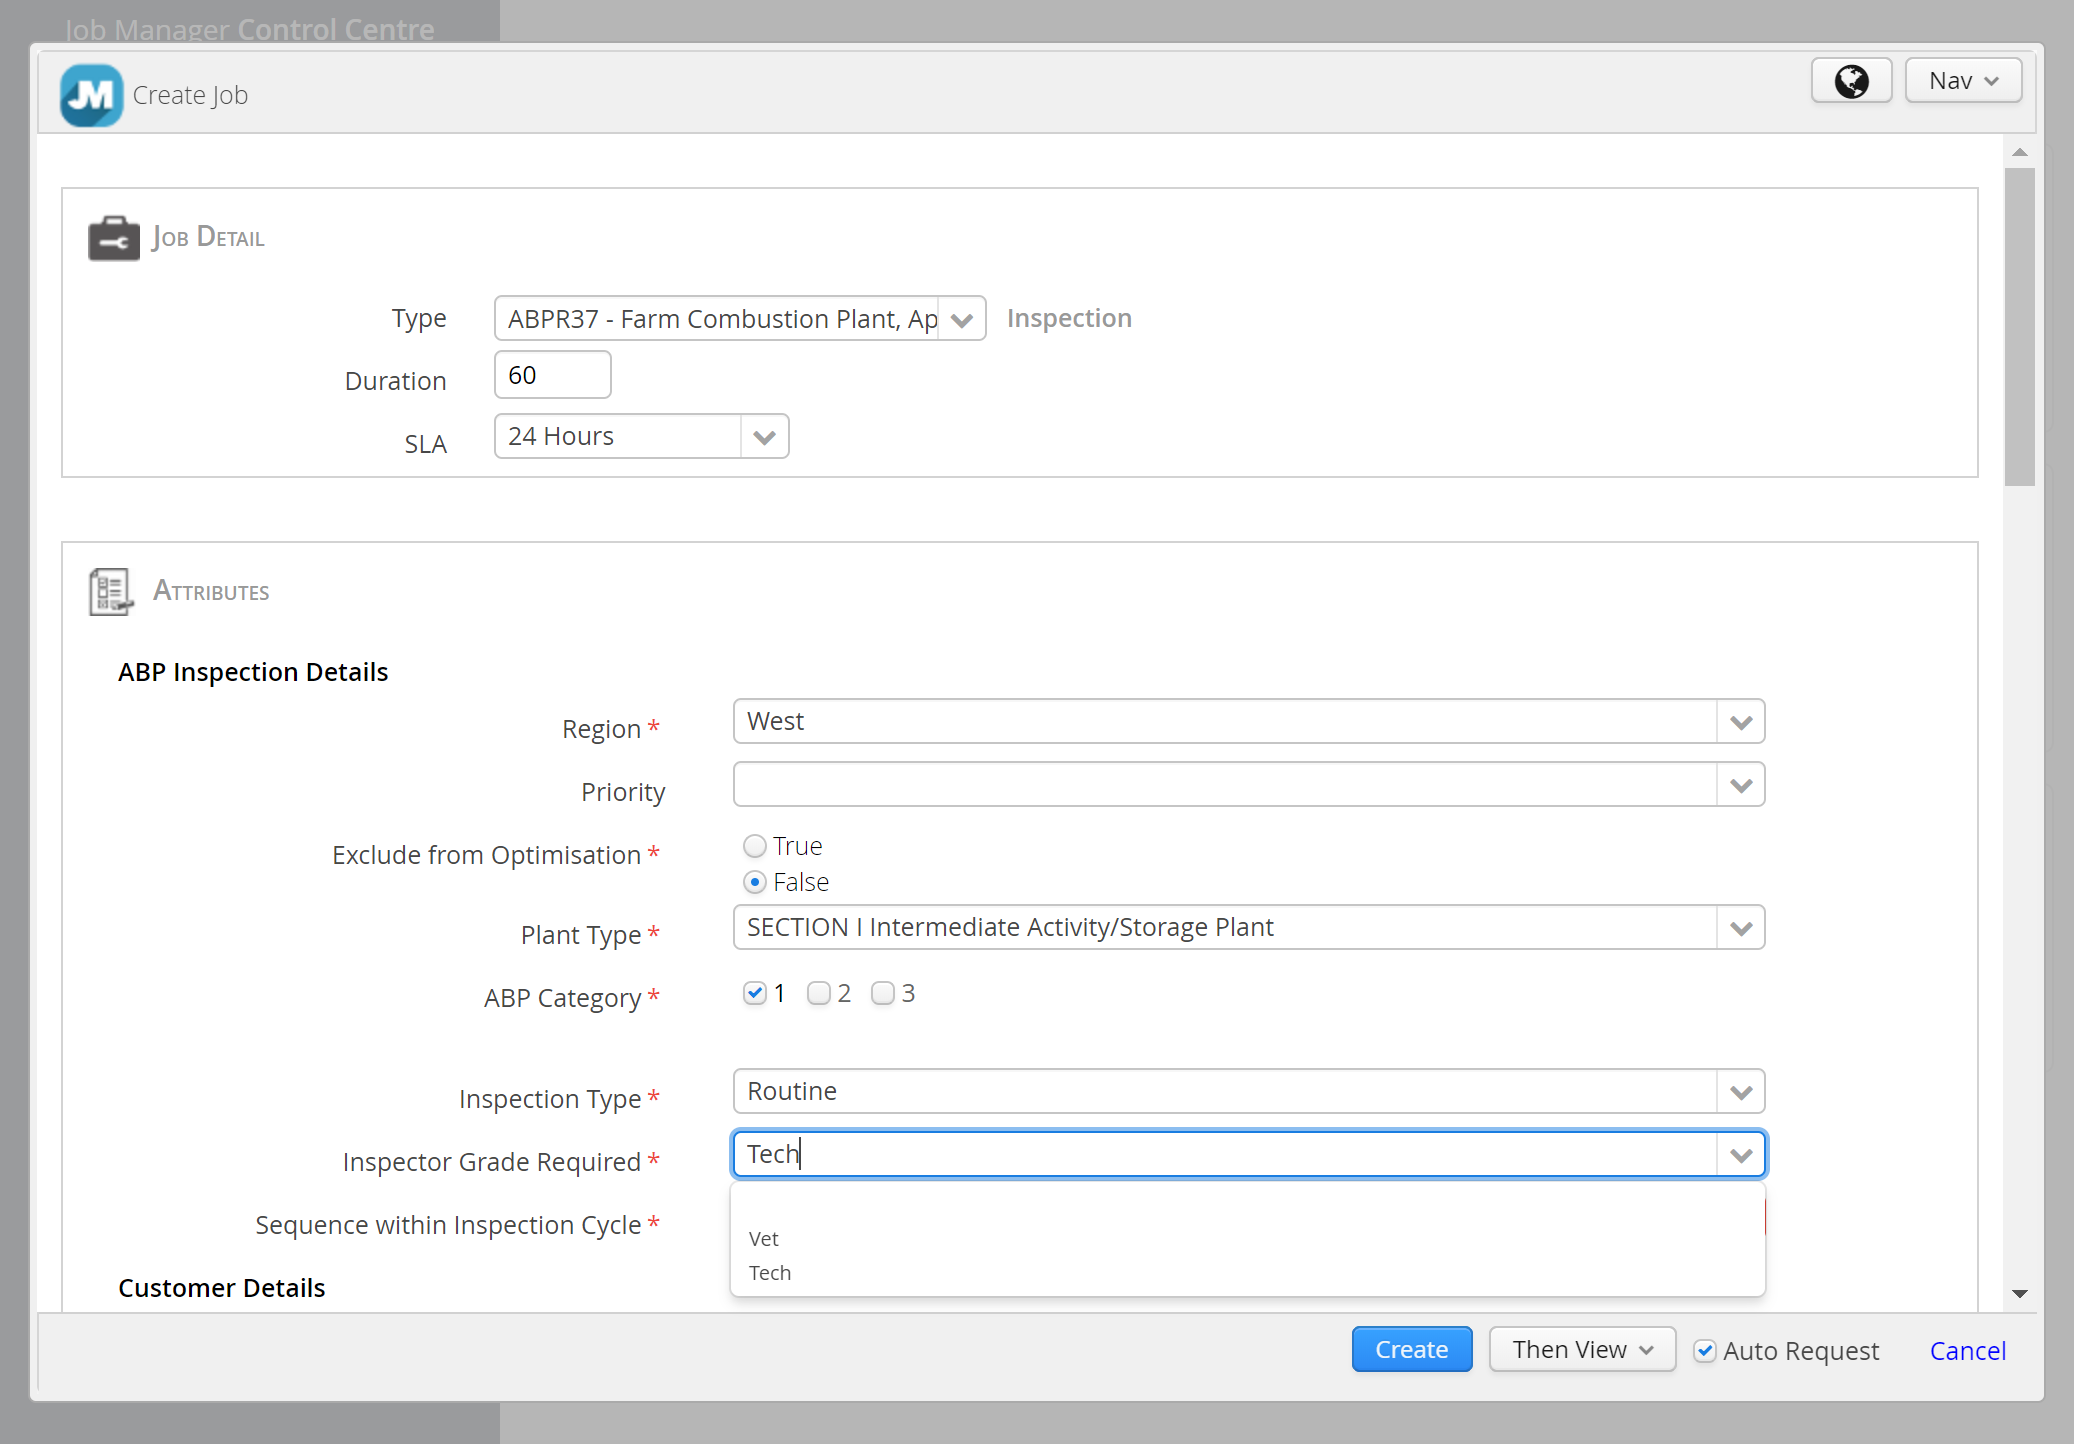 Job Manager Control Centre
JM Create Job
Nav
Job Detail
Type ABPR37 - Farm Combustion Plant, Ap Inspection
Duration 60
SLA 24 Hours
Attributes
ABP Inspection Details
Region * West
Priority
Exclude from Optimisation * True
False
Plant Type * SECTION I Intermediate Activity/Storage Plant
ABP Category * 1 2 3
Inspection Type * Routine
Inspector Grade Required * Tech
Sequence within Inspection Cycle *
Vet
Tech
Customer Details
Create Then View Auto Request Cancel